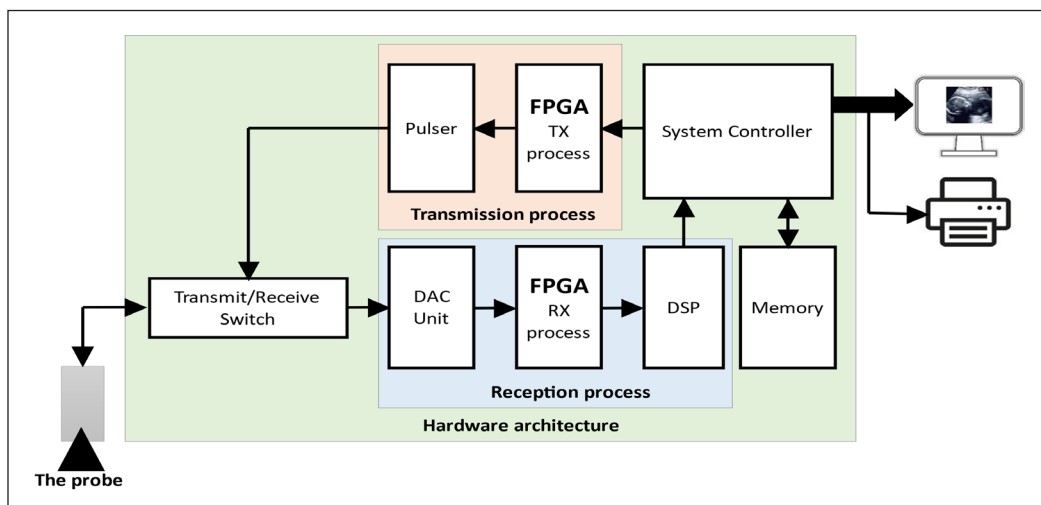 Pulser
FPGA
TX
process
System Controller
Transmission process
Transmit/Receive
Switch
DAC
Unit
FPGA
RX
process
DSP
Memory
Reception process
Hardware architecture
The probe